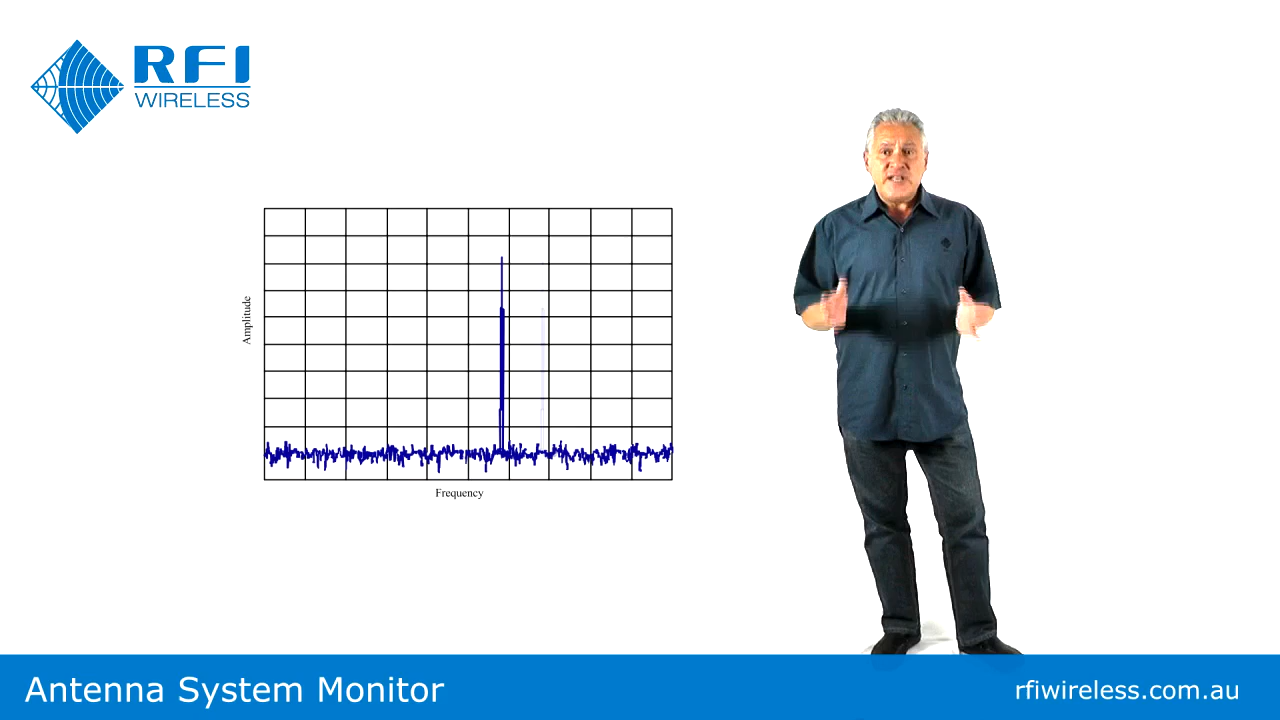 RFI
WIRELESS
Amplitude
Frequency
Antenna System Monitor
rfiwireless.com.au